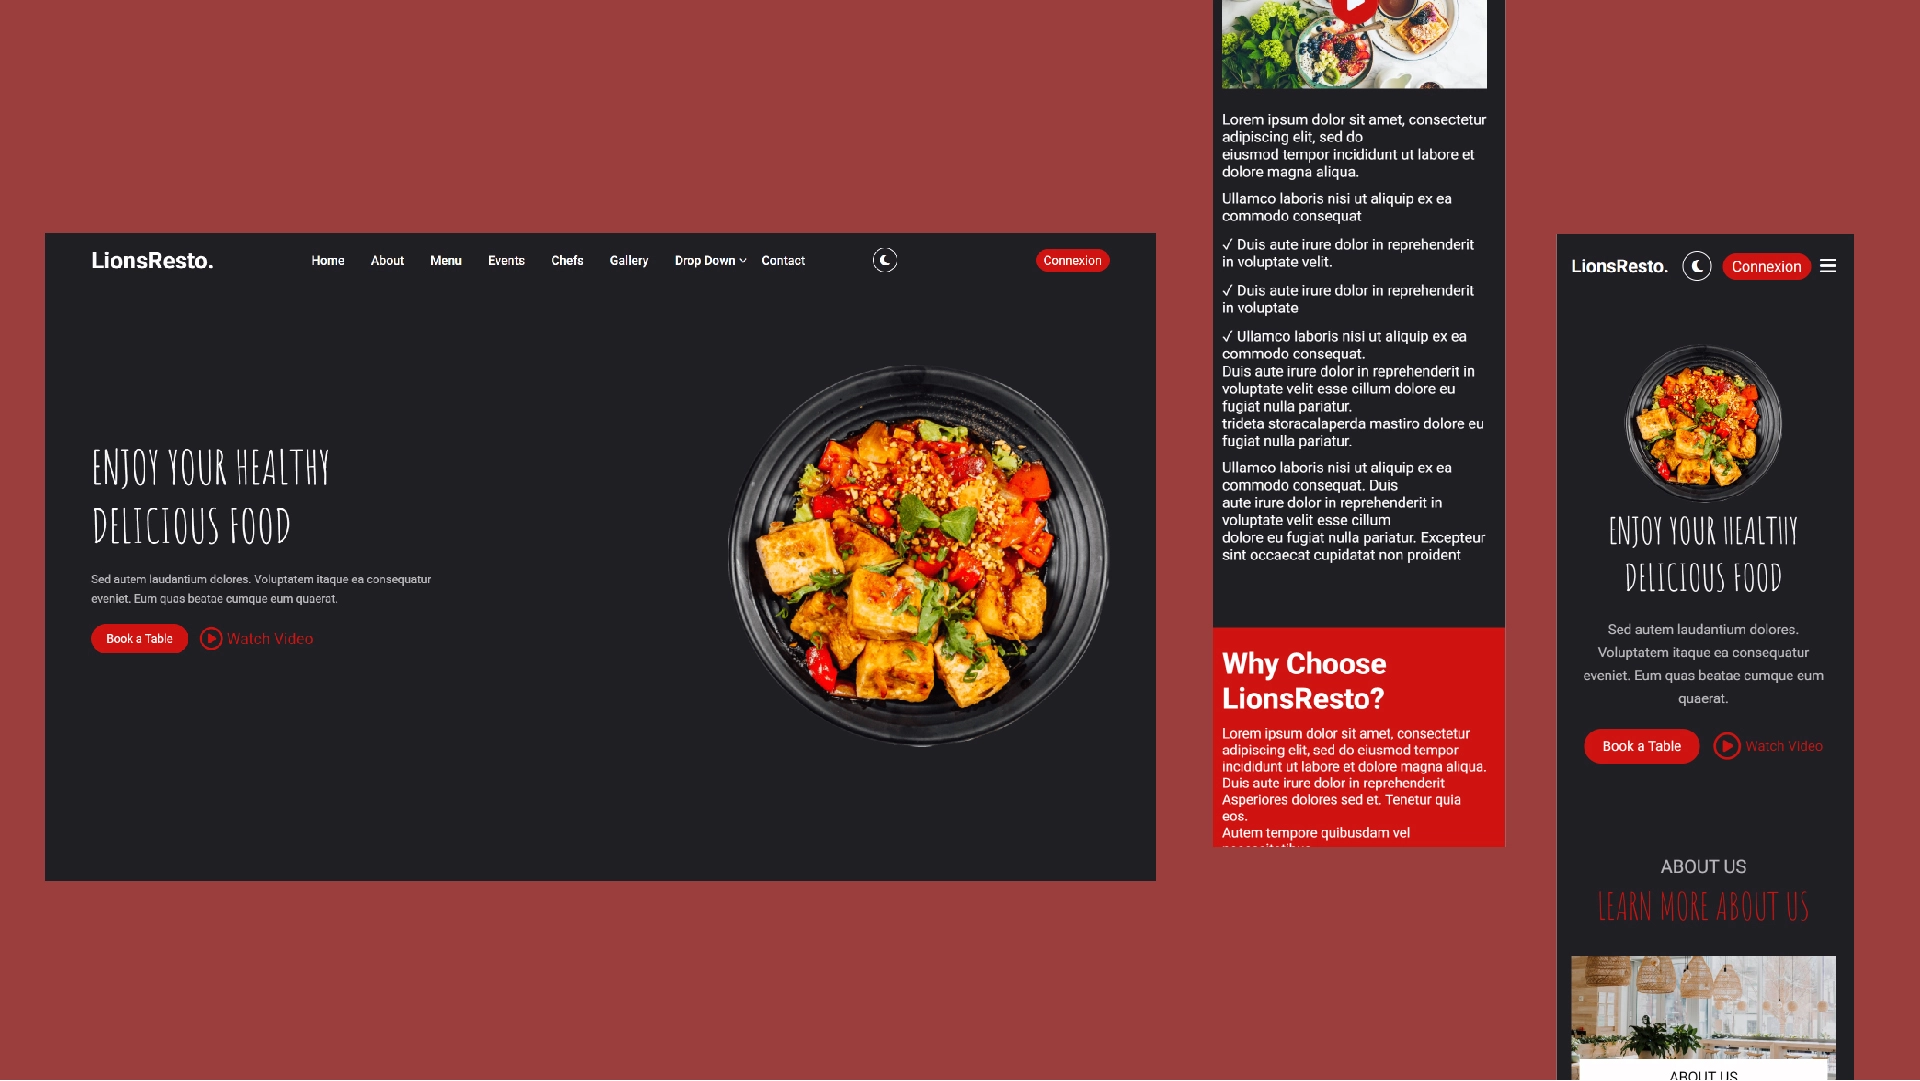 LionsResto.
Home About Menu Events Chefs Gallery Drop Down Contact
Connexion
ENJOY YOUR HEALTHY
DELICIOUS FOOD
Sed autem laudantium dolores. Voluptatem itaque ea consequatur
eveniet. Eum quas beatae cumque eum quaerat.
Book a Table Watch Video
Lorem ipsum dolor sit amet, consectetur
adipiscing elit, sed do
eiusmod tempor incididunt ut labore et
dolore magna aliqua.
Ullamco laboris nisi ut aliquip ex ea
commodo consequat
✓ Duis aute irure dolor in reprehenderit
in voluptate velit.
✓ Duis aute irure dolor in reprehenderit
in voluptate
✓ Ullamco laboris nisi ut aliquip ex ea
commodo consequat.
Duis aute irure dolor in reprehenderit in
voluptate velit esse cillum dolore eu
fugiat nulla pariatur.
trideta storacalaperda mastiro dolore eu
fugiat nulla pariatur.
Ullamco laboris nisi ut aliquip ex ea
commodo consequat. Duis
aute irure dolor in reprehenderit in
voluptate velit esse cillum
dolore eu fugiat nulla pariatur. Excepteur
sint occaecat cupidatat non proident
Why Choose
LionsResto?
Lorem ipsum dolor sit amet, consectetur
adipiscing elit, sed do eiusmod tempor
incididunt ut labore et dolore magna aliqua.
Duis aute irure dolor in reprehenderit
Asperiores dolores sed et. Tenetur quia
eos.
Autem tempore quibusdam vel
LionsResto. Connexion
ENJOY YOUR HEALTHY
DELICIOUS FOOD
Sed autem laudantium dolores.
Voluptatem itaque ea consequatur
eveniet. Eum quas beatae cumque eum
quaerat.
Book a Table Watch Video
ABOUT US
LEARN MORE ABOUT US
ABOUT US